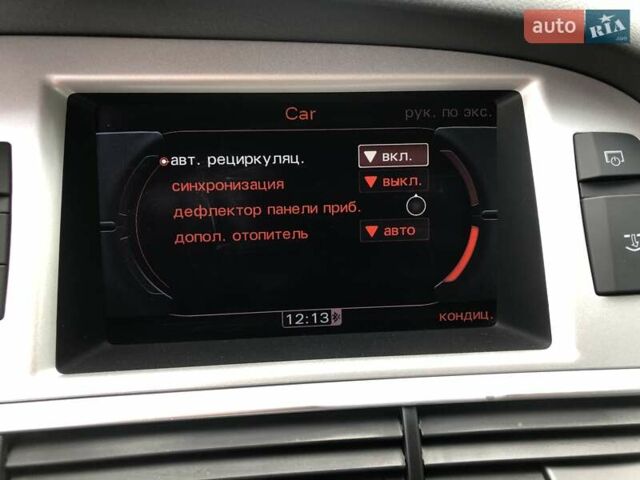 auto RIA.com
Car рук. по экс.
авт. рециркуляц. вкл.
синхронизация выкл.
дефлектор панели приб.
допол. отопитель авто
12:13 кондиц.